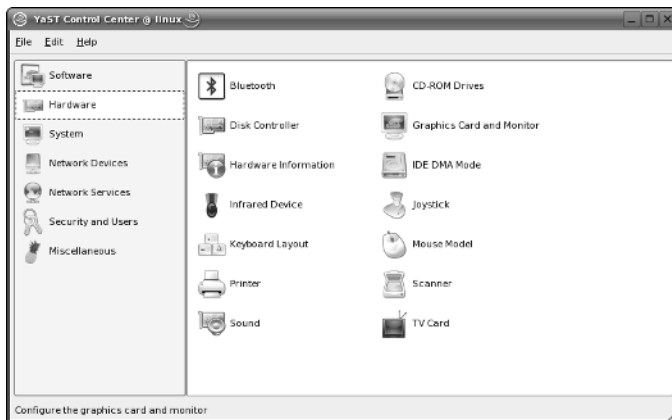 YaST Control Center @ linux
File Edit Help
Software
Hardware
System
Network Devices
Network Services
Security and Users
Miscellaneous
Bluetooth
CD-ROM Drives
Disk Controller
Graphics Card and Monitor
Hardware Information
IDE DMA Mode
Infrared Device
Joystick
Keyboard Layout
Mouse Model
Printer
Scanner
Sound
TV Card
Configure the graphics card and monitor